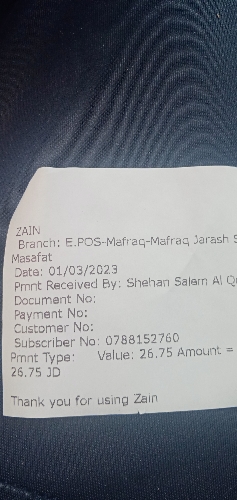 ZAIN
Branch: E.POS-Mafraq-Mafraq Jarash
Masafat
Date: 01/03/2023
Pmnt Received By: Shehan Salem Al
Document No:
Payment No:
Customer No:
Subscriber No: 0788152760
Pmnt Type: Value: 26.75 Amount =
26.75 JD
Thank you for using Zain